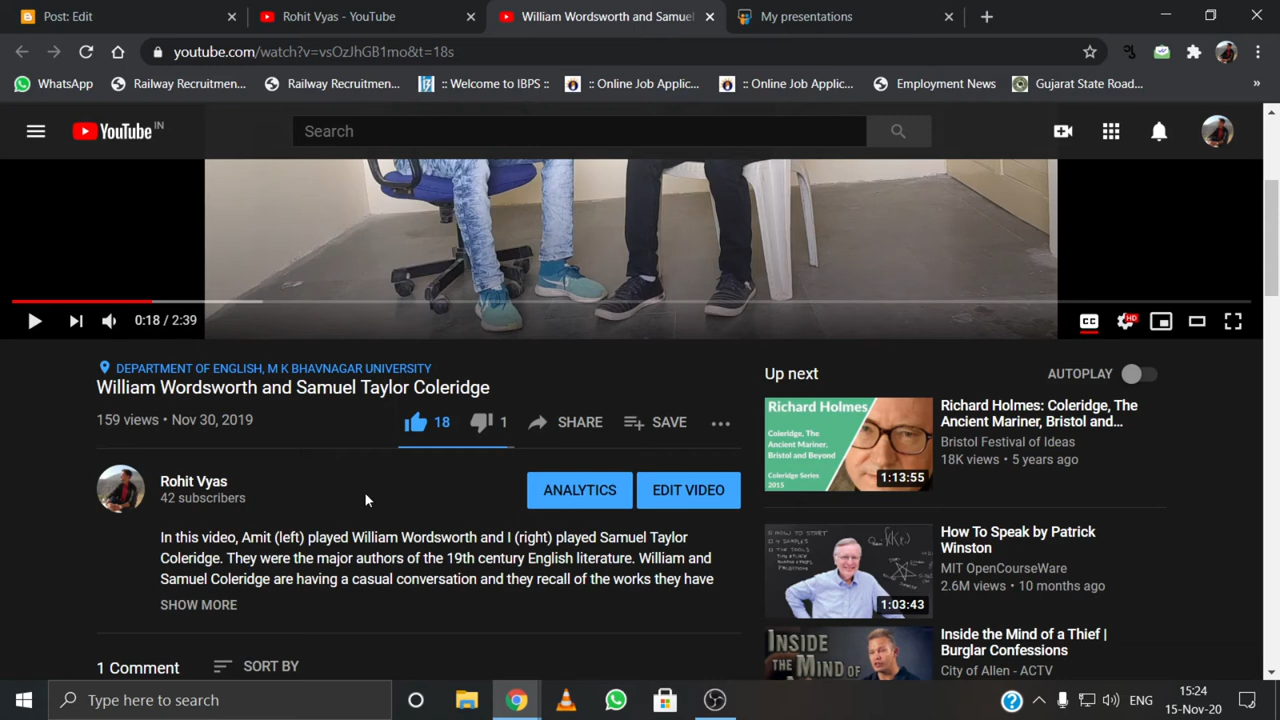 Post: Edit
Rohit Vyas - YouTube
William Wordsworth and Samuel
My presentations
youtube.com/watch?v=vsOzJhGB1mo&t=18s
WhatsApp
Railway Recruitmen...
Railway Recruitmen...
:: Welcome to IBPS ::
:: Online Job Applic...
:: Online Job Applic...
Employment News
Gujarat State Road...
YouTube IN
Search
0:18 / 2:39
CC
HD
DEPARTMENT OF ENGLISH, M K BHAVNAGAR UNIVERSITY
William Wordsworth and Samuel Taylor Coleridge
159 views • Nov 30, 2019
18
1
SHARE
SAVE
Rohit Vyas
42 subscribers
ANALYTICS
EDIT VIDEO
In this video, Amit (left) played William Wordsworth and I (right) played Samuel Taylor
Coleridge. They were the major authors of the 19th century English literature. William and
Samuel Coleridge are having a casual conversation and they recall of the works they have
SHOW MORE
1 Comment
SORT BY
Up next
AUTOPLAY
Richard Holmes:
Coleridge, The
Ancient Mariner,
Bristol and
Beyond
Coleridge Series
2015
1:13:55
Richard Holmes: Coleridge, The
Ancient Mariner, Bristol and...
Bristol Festival of Ideas
18K views • 5 years ago
1:03:43
How To Speak by Patrick
Winston
MIT OpenCourseWare
2.6M views • 10 months ago
INSIDE
THE MIND
OF A
Inside the Mind of a Thief |
Burglar Confessions
City of Allen - ACTV
Type here to search
ENG
15:24
15-Nov-20